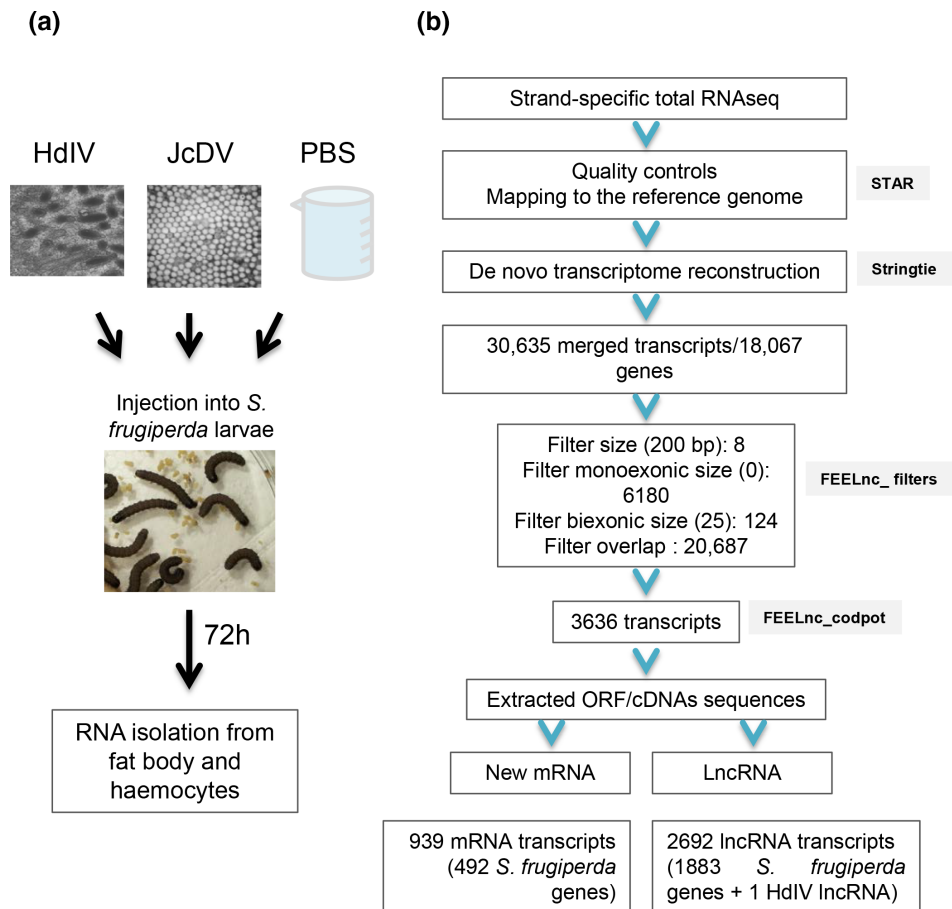 (a)
HdIV
JcDV
PBS
Injection into S.
frugiperda larvae
72h
RNA isolation from
fat body and
haemocytes
(b)
Strand-specific total RNAseq
Quality controls
Mapping to the reference genome
STAR
De novo transcriptome reconstruction
Stringtie
30,635 merged transcripts/18,067
genes
Filter size (200 bp): 8
Filter monoexonic size (0):
6180
Filter biexonic size (25): 124
Filter overlap : 20,687
FEELnc_ filters
3636 transcripts
FEELnc_codpot
Extracted ORF/cDNAs sequences
New mRNA
LncRNA
939 mRNA transcripts
(492 S. frugiperda
genes)
2692 lncRNA transcripts
(1883 S. frugiperda
genes + 1 HdIV lncRNA)